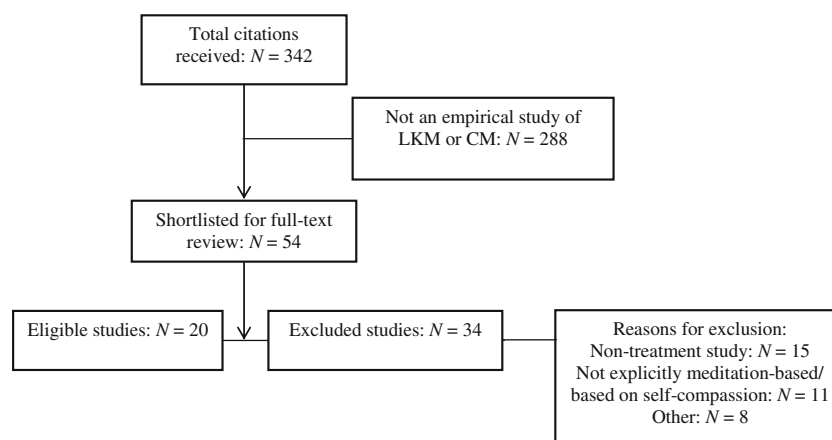 Total citations
received: N = 342
Not an empirical study of
LKM or CM: N = 288
Shortlisted for full-text
review: N = 54
Eligible studies: N = 20
Excluded studies: N = 34
Reasons for exclusion:
Non-treatment study: N = 15
Not explicitly meditation-based/
based on self-compassion: N = 11
Other: N = 8